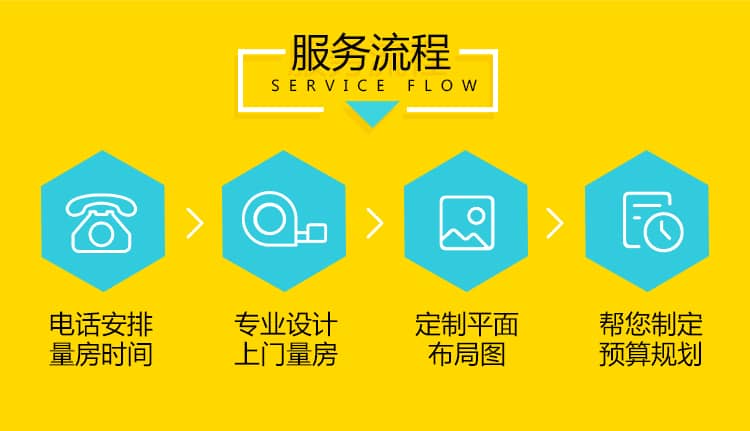 服务流程
SERVICE FLOW
电话安排
量房时间
专业设计
上门量房
定制平面
布局图
帮您制定
预算规划